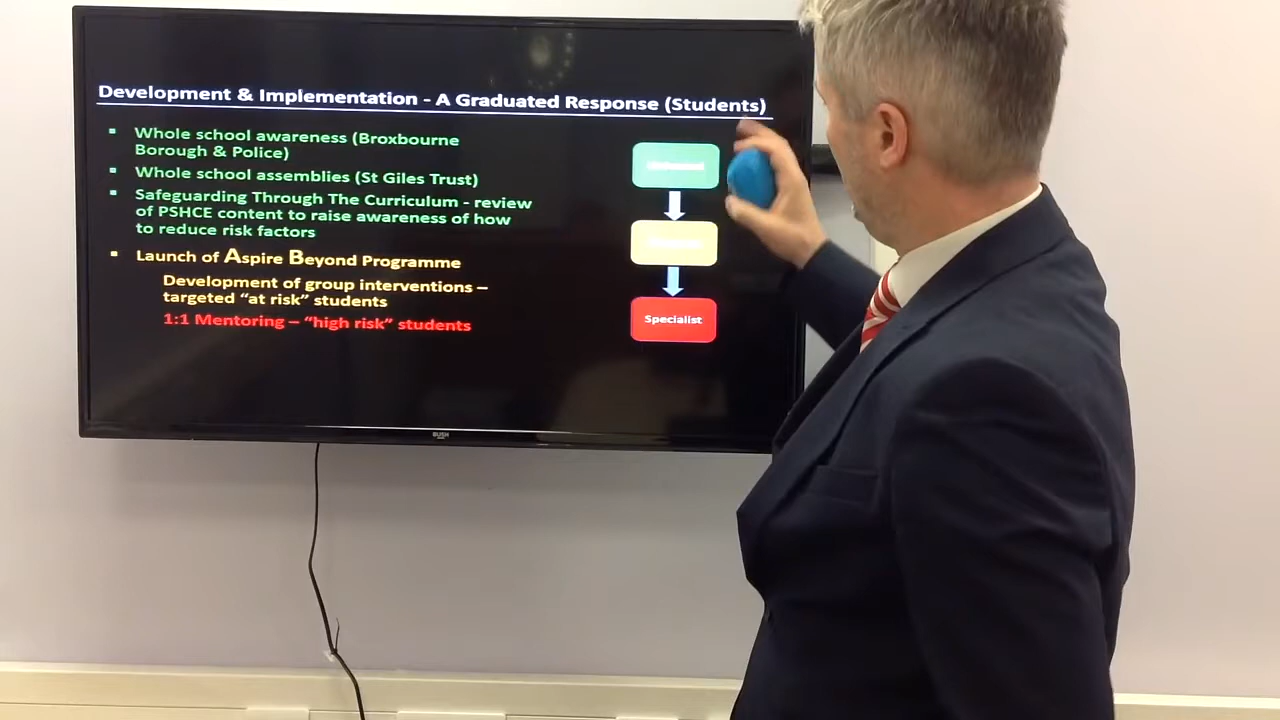 Development & Implementation - A Graduated Response (Students)
Whole school awareness (Broxbourne
Borough & Police)
Whole school assemblies (St Giles Trust)
Safeguarding Through The Curriculum - review
of PSHCE content to raise awareness of how
to reduce risk factors
Launch of Aspire Beyond Programme
Development of group interventions –
targeted “at risk” students
1:1 Mentoring – “high risk” students
Specialist
BUSH